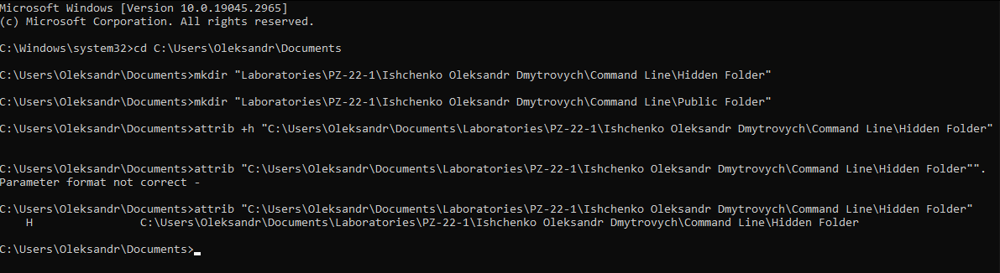 Microsoft Windows [Version 10.0.19045.2965]
(c) Microsoft Corporation. All rights reserved.
C:\Windows\system32>cd C:\Users\Oleksandr\Documents
C:\Users\Oleksandr\Documents>mkdir "Laboratories\PZ-22-1\Ishchenko Oleksandr Dmytrovych\Command Line\Hidden Folder"
C:\Users\Oleksandr\Documents>mkdir "Laboratories\PZ-22-1\Ishchenko Oleksandr Dmytrovych\Command Line\Public Folder"
C:\Users\Oleksandr\Documents>attrib +h "C:\Users\Oleksandr\Documents\Laboratories\PZ-22-1\Ishchenko Oleksandr Dmytrovych\Command Line\Hidden Folder"
C:\Users\Oleksandr\Documents>attrib "C:\Users\Oleksandr\Documents\Laboratories\PZ-22-1\Ishchenko Oleksandr Dmytrovych\Command Line\Hidden Folder"".
Parameter format not correct -
C:\Users\Oleksandr\Documents>attrib "C:\Users\Oleksandr\Documents\Laboratories\PZ-22-1\Ishchenko Oleksandr Dmytrovych\Command Line\Hidden Folder"
    H                C:\Users\Oleksandr\Documents\Laboratories\PZ-22-1\Ishchenko Oleksandr Dmytrovych\Command Line\Hidden Folder
C:\Users\Oleksandr\Documents>